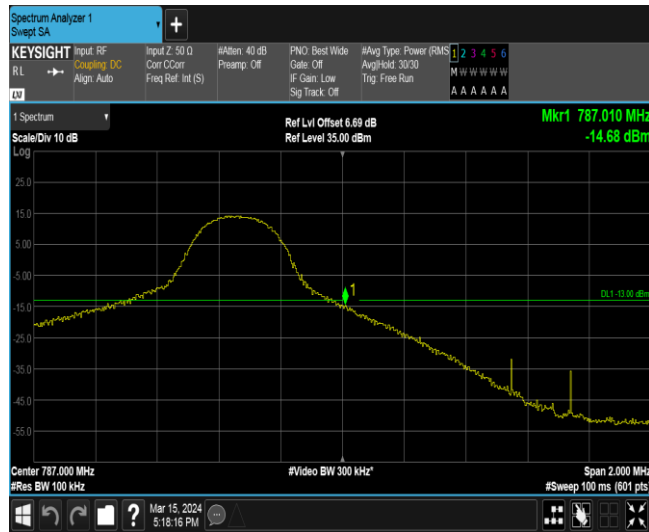 Spectrum Analyzer 1
Swept SA
+
KEYSIGHT
RL
LXI
Input: RF
Coupling: DC
Align: Auto
Input Z: 50 Ω
Corr CCorr
Freq Ref: Int (S)
#Atten: 40 dB
Preamp: Off
PNO: Best Wide
Gate: Off
IF Gain: Low
Sig Track: Off
#Avg Type: Power (RMS
Avg|Hold: 30/30
Trig: Free Run
1 2 3 4 5 6
M W W W W W
A A A A A A
1 Spectrum
Scale/Div 10 dB
Ref Lvl Offset 6.69 dB
Ref Level 35.00 dBm
Mkr1 787.010 MHz
-14.68 dBm
Log
25.0
15.0
5.00
-5.00
-15.0
-25.0
-35.0
-45.0
-55.0
1
DL1 -13.00 dBm
Center 787.000 MHz
#Res BW 100 kHz
#Video BW 300 kHz*
Span 2.000 MHz
#Sweep 100 ms (601 pts)
?
Mar 15, 2024
5:18:16 PM